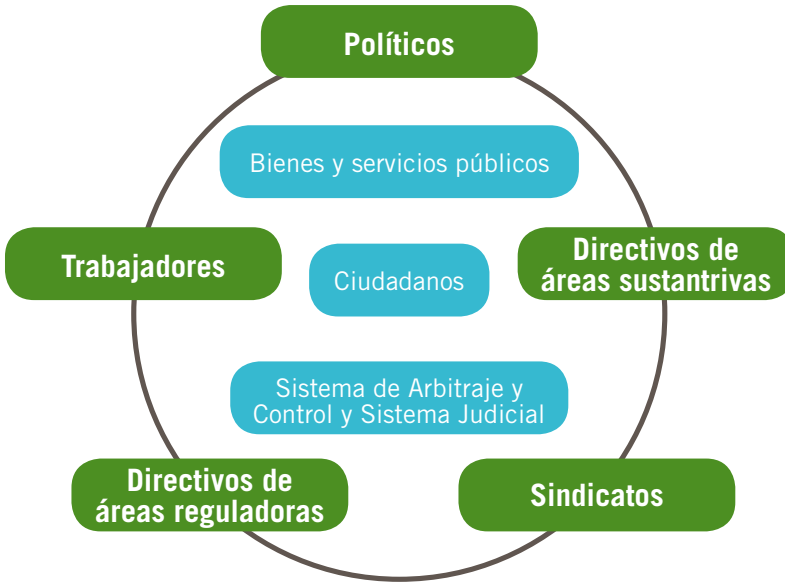 Políticos
Bienes y servicios públicos
Trabajadores
Directivos de
áreas sustantrivas
Ciudadanos
Sistema de Arbitraje y
Control y Sistema Judicial
Directivos de
áreas reguladoras
Sindicatos